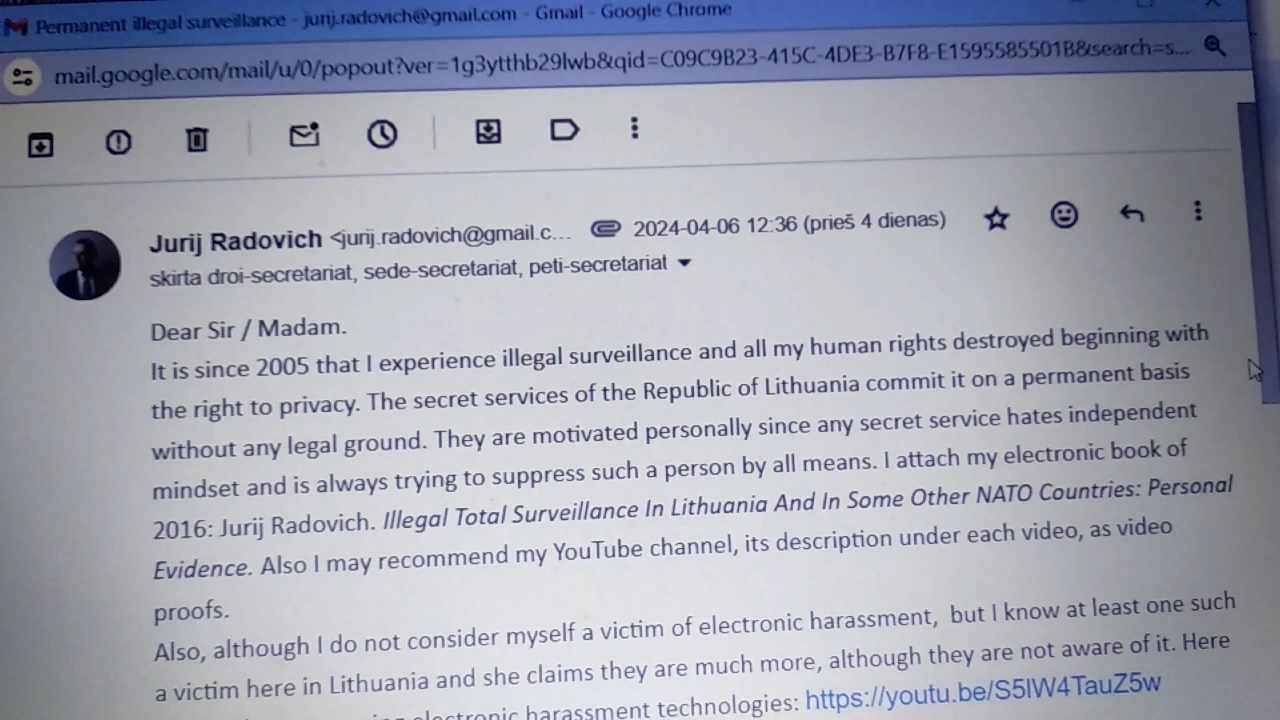 Permanent illegal surveillance - jurij.radovich@gmail.com - Gmail - Google Chrome
mail.google.com/mail/u/0/popout?ver=1g3ytthb29lwb&qid=C09C9B23-415C-4DE3-B7F8-E1595585501B&search=s...
Jurij Radovich <jurij.radovich@gmail.c... 2024-04-06 12:36 (prieš 4 dienas)
skirta droi-secretariat, sede-secretariat, peti-secretariat
Dear Sir / Madam.
It is since 2005 that I experience illegal surveillance and all my human rights destroyed beginning with
the right to privacy. The secret services of the Republic of Lithuania commit it on a permanent basis
without any legal ground. They are motivated personally since any secret service hates independent
mindset and is always trying to suppress such a person by all means. I attach my electronic book of
2016: Jurij Radovich. Illegal Total Surveillance In Lithuania And In Some Other NATO Countries: Personal
Evidence. Also I may recommend my YouTube channel, its description under each video, as video
proofs.
Also, although I do not consider myself a victim of electronic harassment, but I know at least one such
a victim here in Lithuania and she claims they are much more, although they are not aware of it. Here
electronic harassment technologies: https://youtu.be/S5lW4TauZ5w